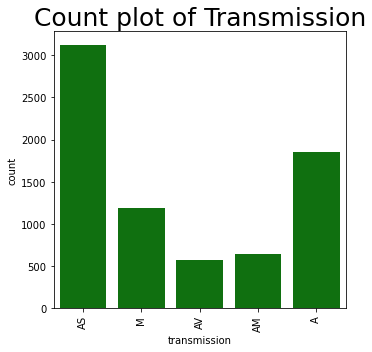 Count plot of Transmission
count
3000
2500
2000
1500
1000
500
0
AS
M
AV
AM
A
transmission